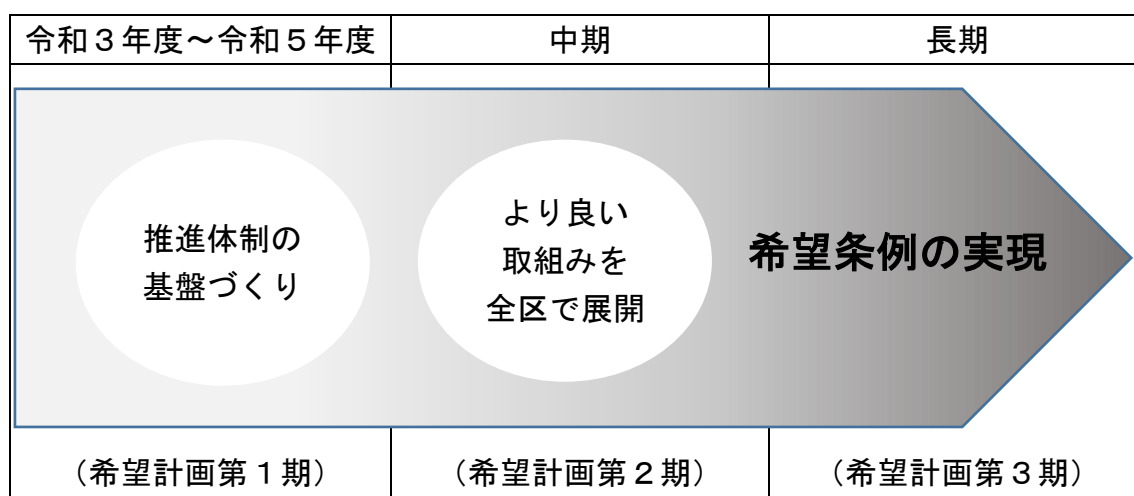 令和３年度～令和５年度
中期
長期
推進体制の
基盤づくり
より良い
取組みを
全区で展開
希望条例の実現
（希望計画第１期）
（希望計画第２期）
（希望計画第３期）